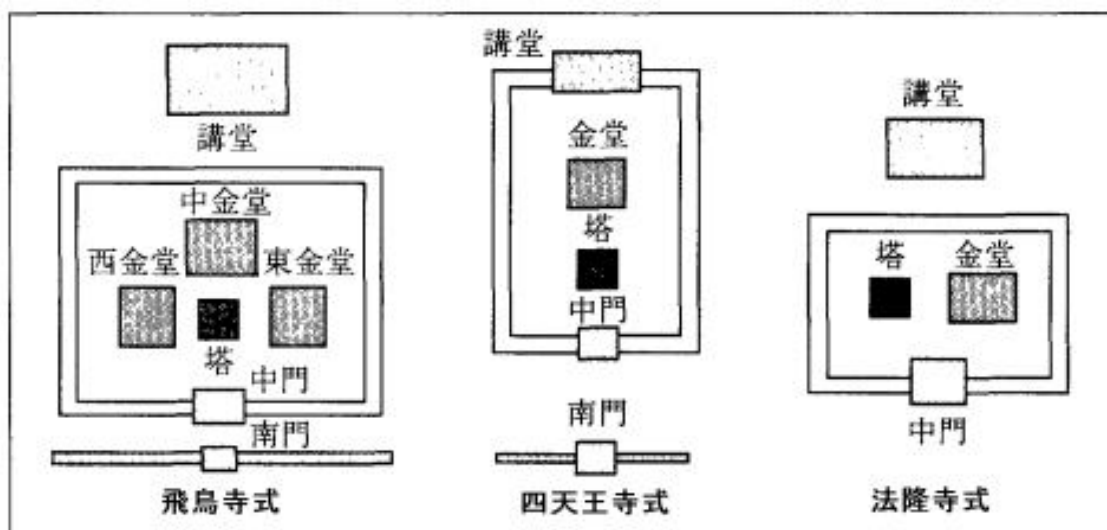 講堂
中金堂
西金堂
東金堂
塔
中門
南門
飛鳥寺式
講堂
金堂
塔
中門
南門
四天王寺式
講堂
塔
金堂
中門
法隆寺式